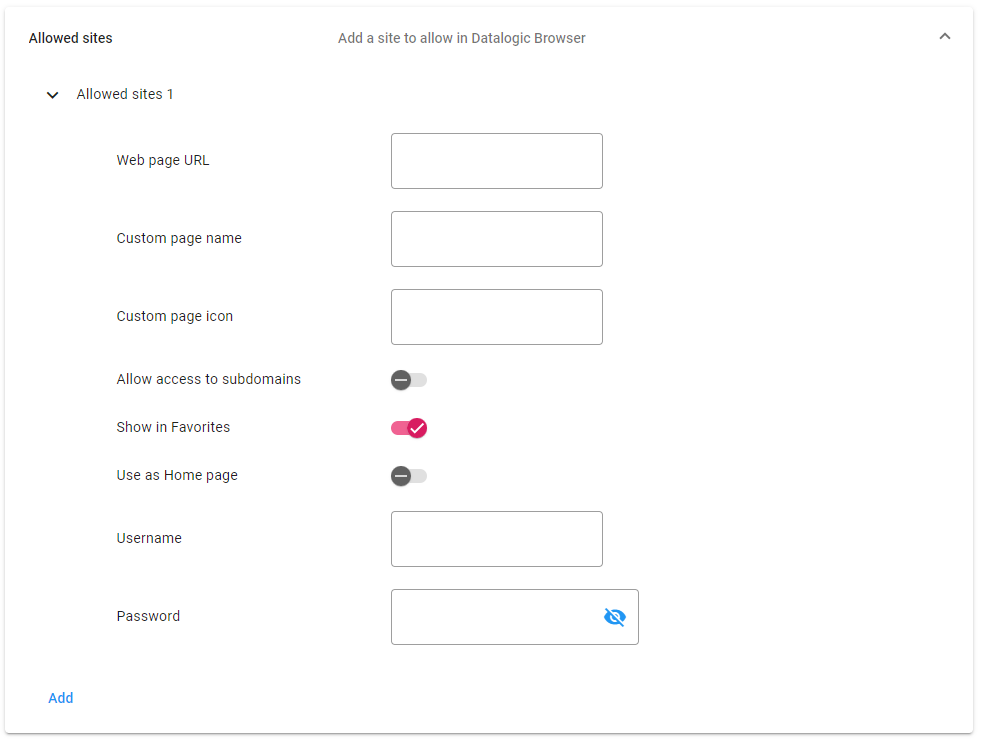 Allowed sites
Add a site to allow in Datalogic Browser
Allowed sites 1
Web page URL
Custom page name
Custom page icon
Allow access to subdomains
Show in Favorites
Use as Home page
Username
Password
Add